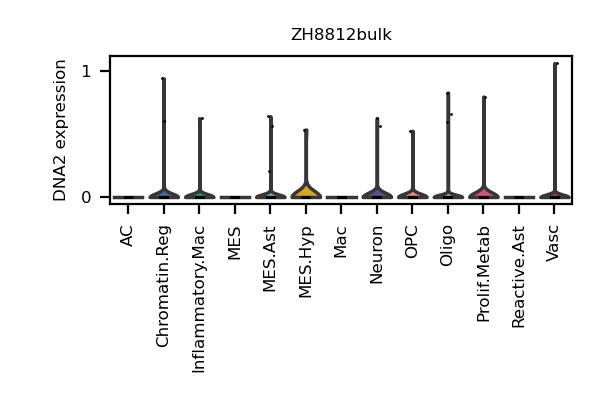 ZH8812bulk
DNA2 expression
1
0
AC
Chromatin.Reg
Inflammatory.Mac
MES
MES.Ast
MES.Hyp
Mac
Neuron
OPC
Oligo
Prolif.Metab
Reactive.Ast
Vasc